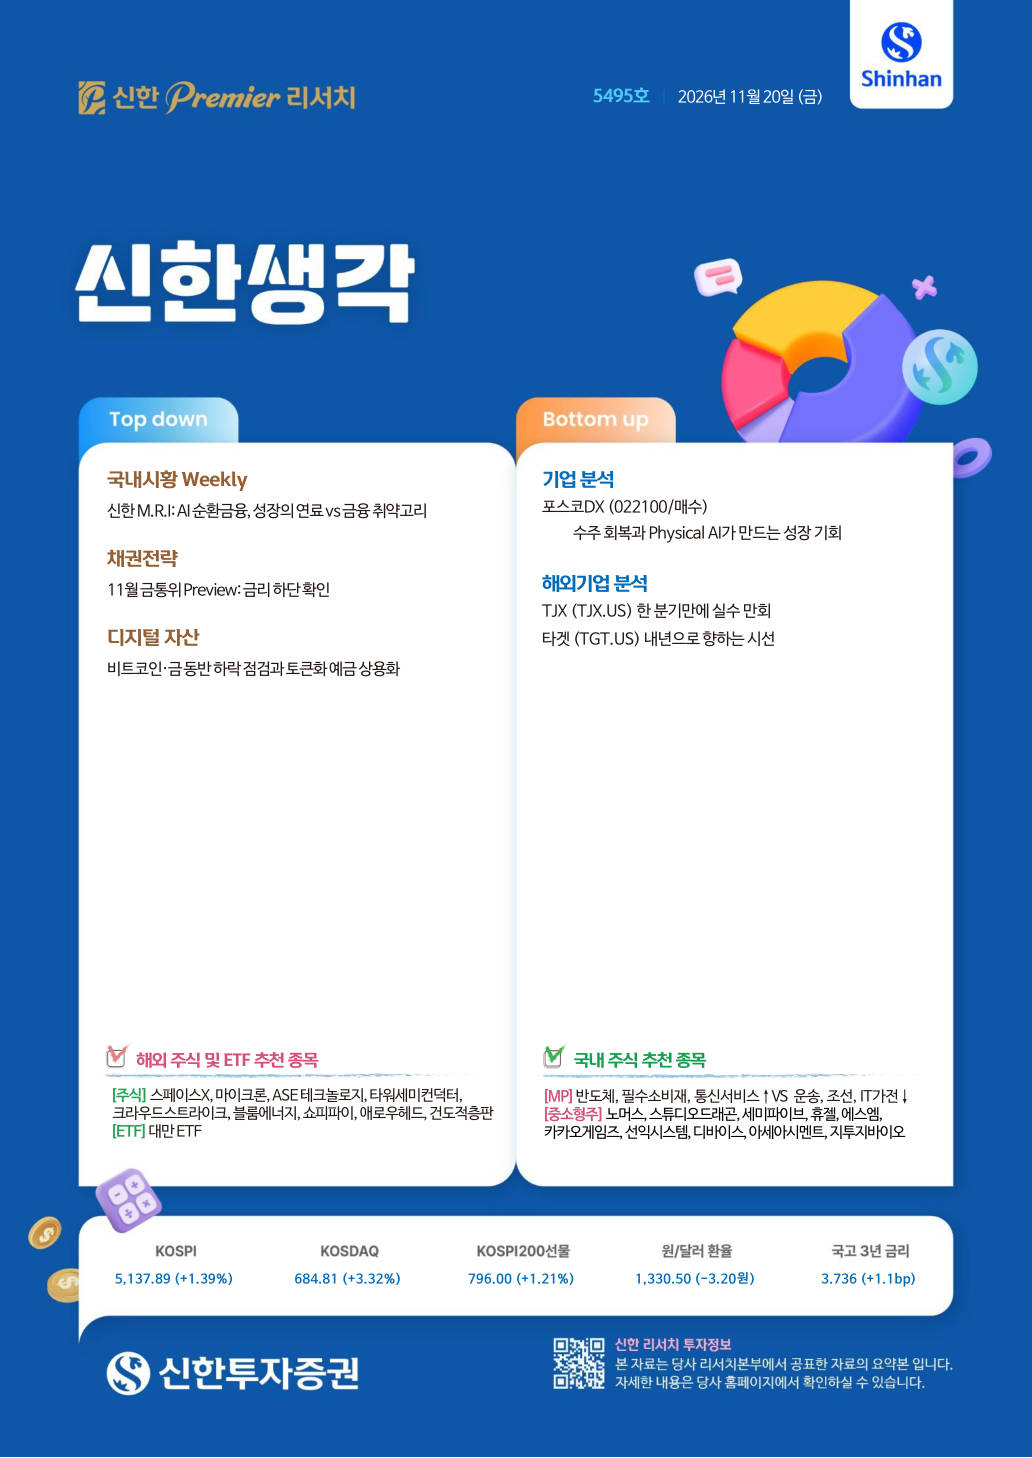 신한 Premier 리서치
5495호 | 2026년 11월 20일 (금)
Shinhan
신한생각
Top down
국내시황 Weekly
신한 M.R.I: AI 순환금융, 성장의 연료 vs 금융 취약고리
채권전략
11월 금통위 Preview: 금리 하단 확인
디지털 자산
비트코인·금 동반 하락 점검과 토큰화 예금 상용화
해외 주식 및 ETF 추천 종목
[주식] 스페이스X, 마이크론, ASE 테크놀로지, 타워세미컨덕터,
크라우드스트라이크, 블룸에너지, 쇼피파이, 애로우헤드, 건도적층판
[ETF] 대만 ETF
Bottom up
기업 분석
포스코DX (022100/매수)
수주 회복과 Physical AI가 만드는 성장 기회
해외기업 분석
TJX (TJX.US) 한 분기만에 실수 만회
타겟 (TGT.US) 내년으로 향하는 시선
국내 주식 추천 종목
[MP] 반도체, 필수소비재, 통신서비스↑VS 운송, 조선, IT가전↓
[중소형주] 노머스, 스튜디오드래곤, 세미파이브, 휴젤, 에스엠,
카카오게임즈, 선익시스템, 디바이스, 아세아시멘트, 지투지바이오
KOSPI KOSDAQ KOSPI200선물 원/달러 환율 국고 3년 금리
5,137.89 (+1.39%) 684.81 (+3.32%) 796.00 (+1.21%) 1,330.50 (-3.20원) 3.736 (+1.1bp)
신한투자증권
신한 리서치 투자정보
본 자료는 당사 리서치본부에서 공표한 자료의 요약본 입니다.
자세한 내용은 당사 홈페이지에서 확인하실 수 있습니다.